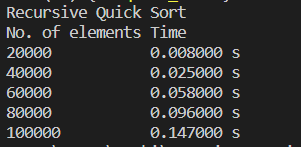 Recursive Quick Sort
No. of elements Time
20000 0.008000 s
40000 0.025000 s
60000 0.058000 s
80000 0.096000 s
100000 0.147000 s